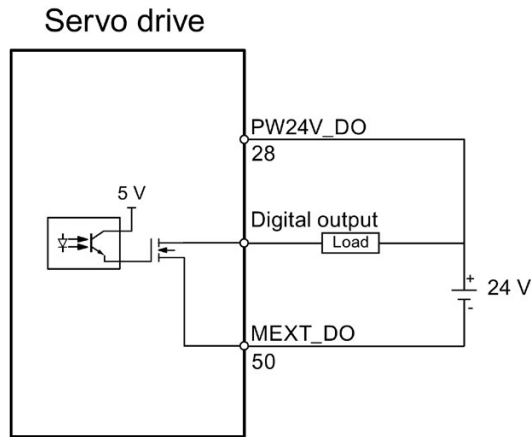 Servo drive
PW24V_DO
28
5 V
Digital output
Load
+
24 V
-
MEXT_DO
50